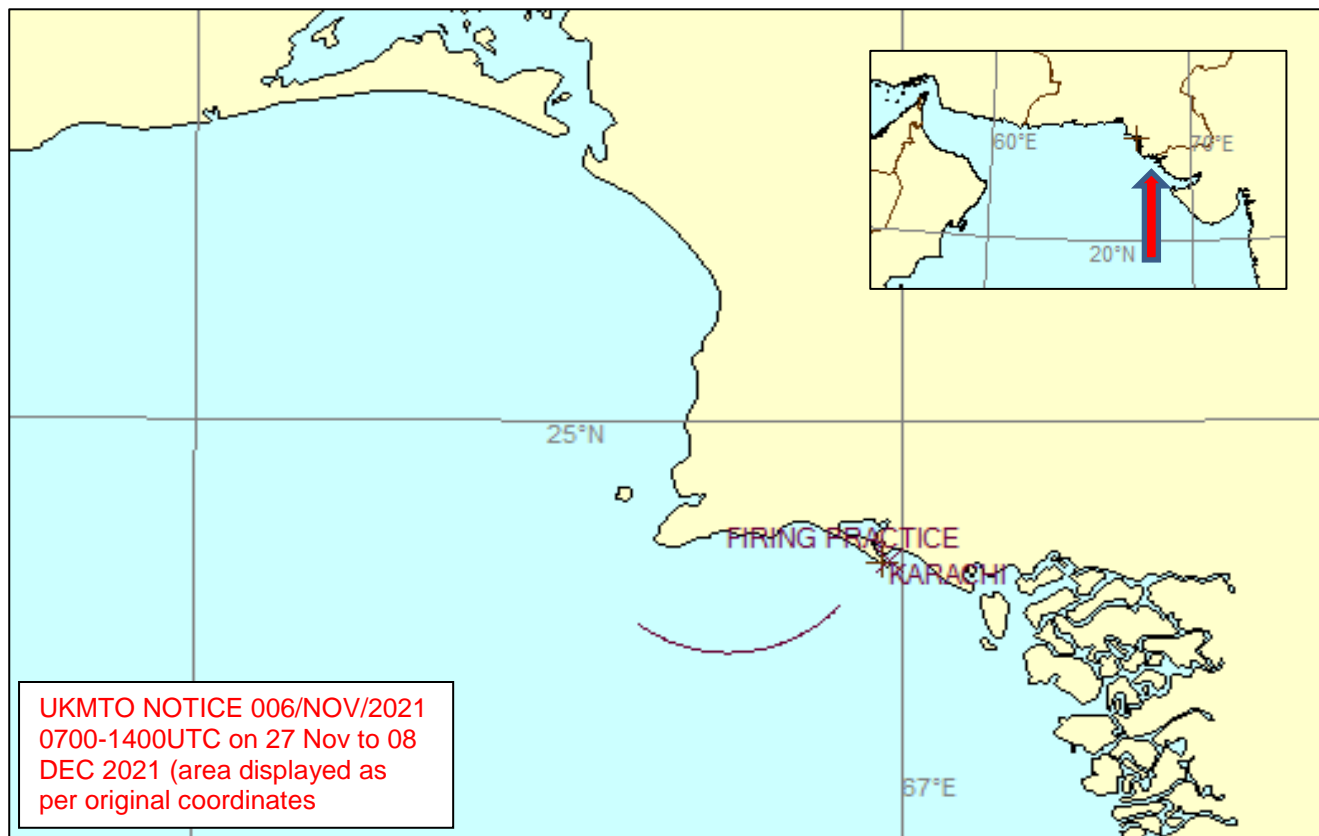 60°E
70°E
20°N
25°N
FIRING PRACTICE
KARACHI
UKMTO NOTICE 006/NOV/2021
0700-1400UTC on 27 Nov to 08
DEC 2021 (area displayed as
per original coordinates
67°E